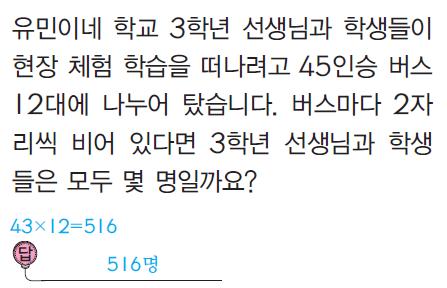 유민이네 학교 3학년 선생님과 학생들이
현장 체험 학습을 떠나려고 45인승 버스
12대에 나누어 탔습니다. 버스마다 2자
리씩 비어 있다면 3학년 선생님과 학생
들은 모두 몇 명일까요?
43×12=516
답
516명